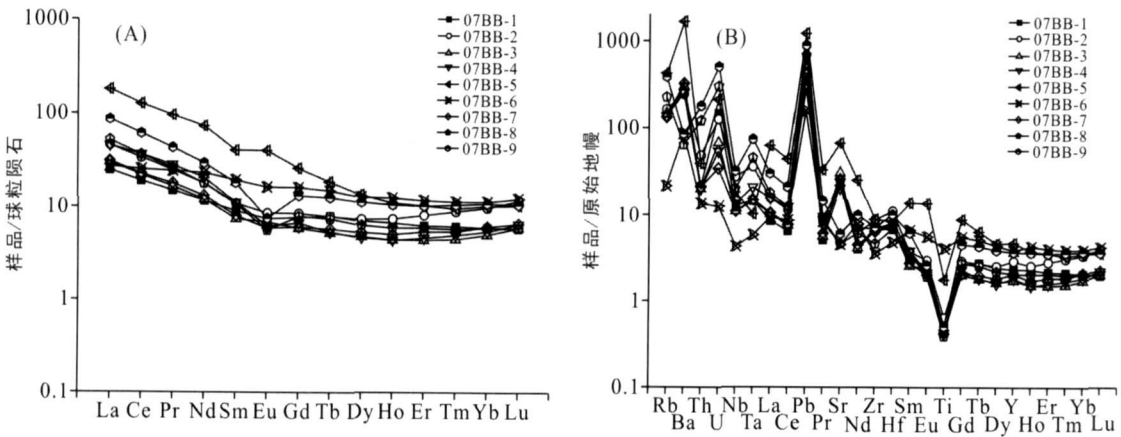 1000
100
10
1
0.1
样品/球粒陨石
(A)
07BB-1
07BB-2
07BB-3
07BB-4
07BB-5
07BB-6
07BB-7
07BB-8
07BB-9
La Ce Pr Nd Sm Eu Gd Tb Dy Ho Er Tm Yb Lu
1000
100
10
1
0.1
样品/原始地幔
(B)
07BB-1
07BB-2
07BB-3
07BB-4
07BB-5
07BB-6
07BB-7
07BB-8
07BB-9
Rb Th Nb La Pb Sr Zr Sm Ti Tb Y Er Yb
Ba U Ta Ce Pr Nd Hf Eu Gd Dy Ho Tm Lu